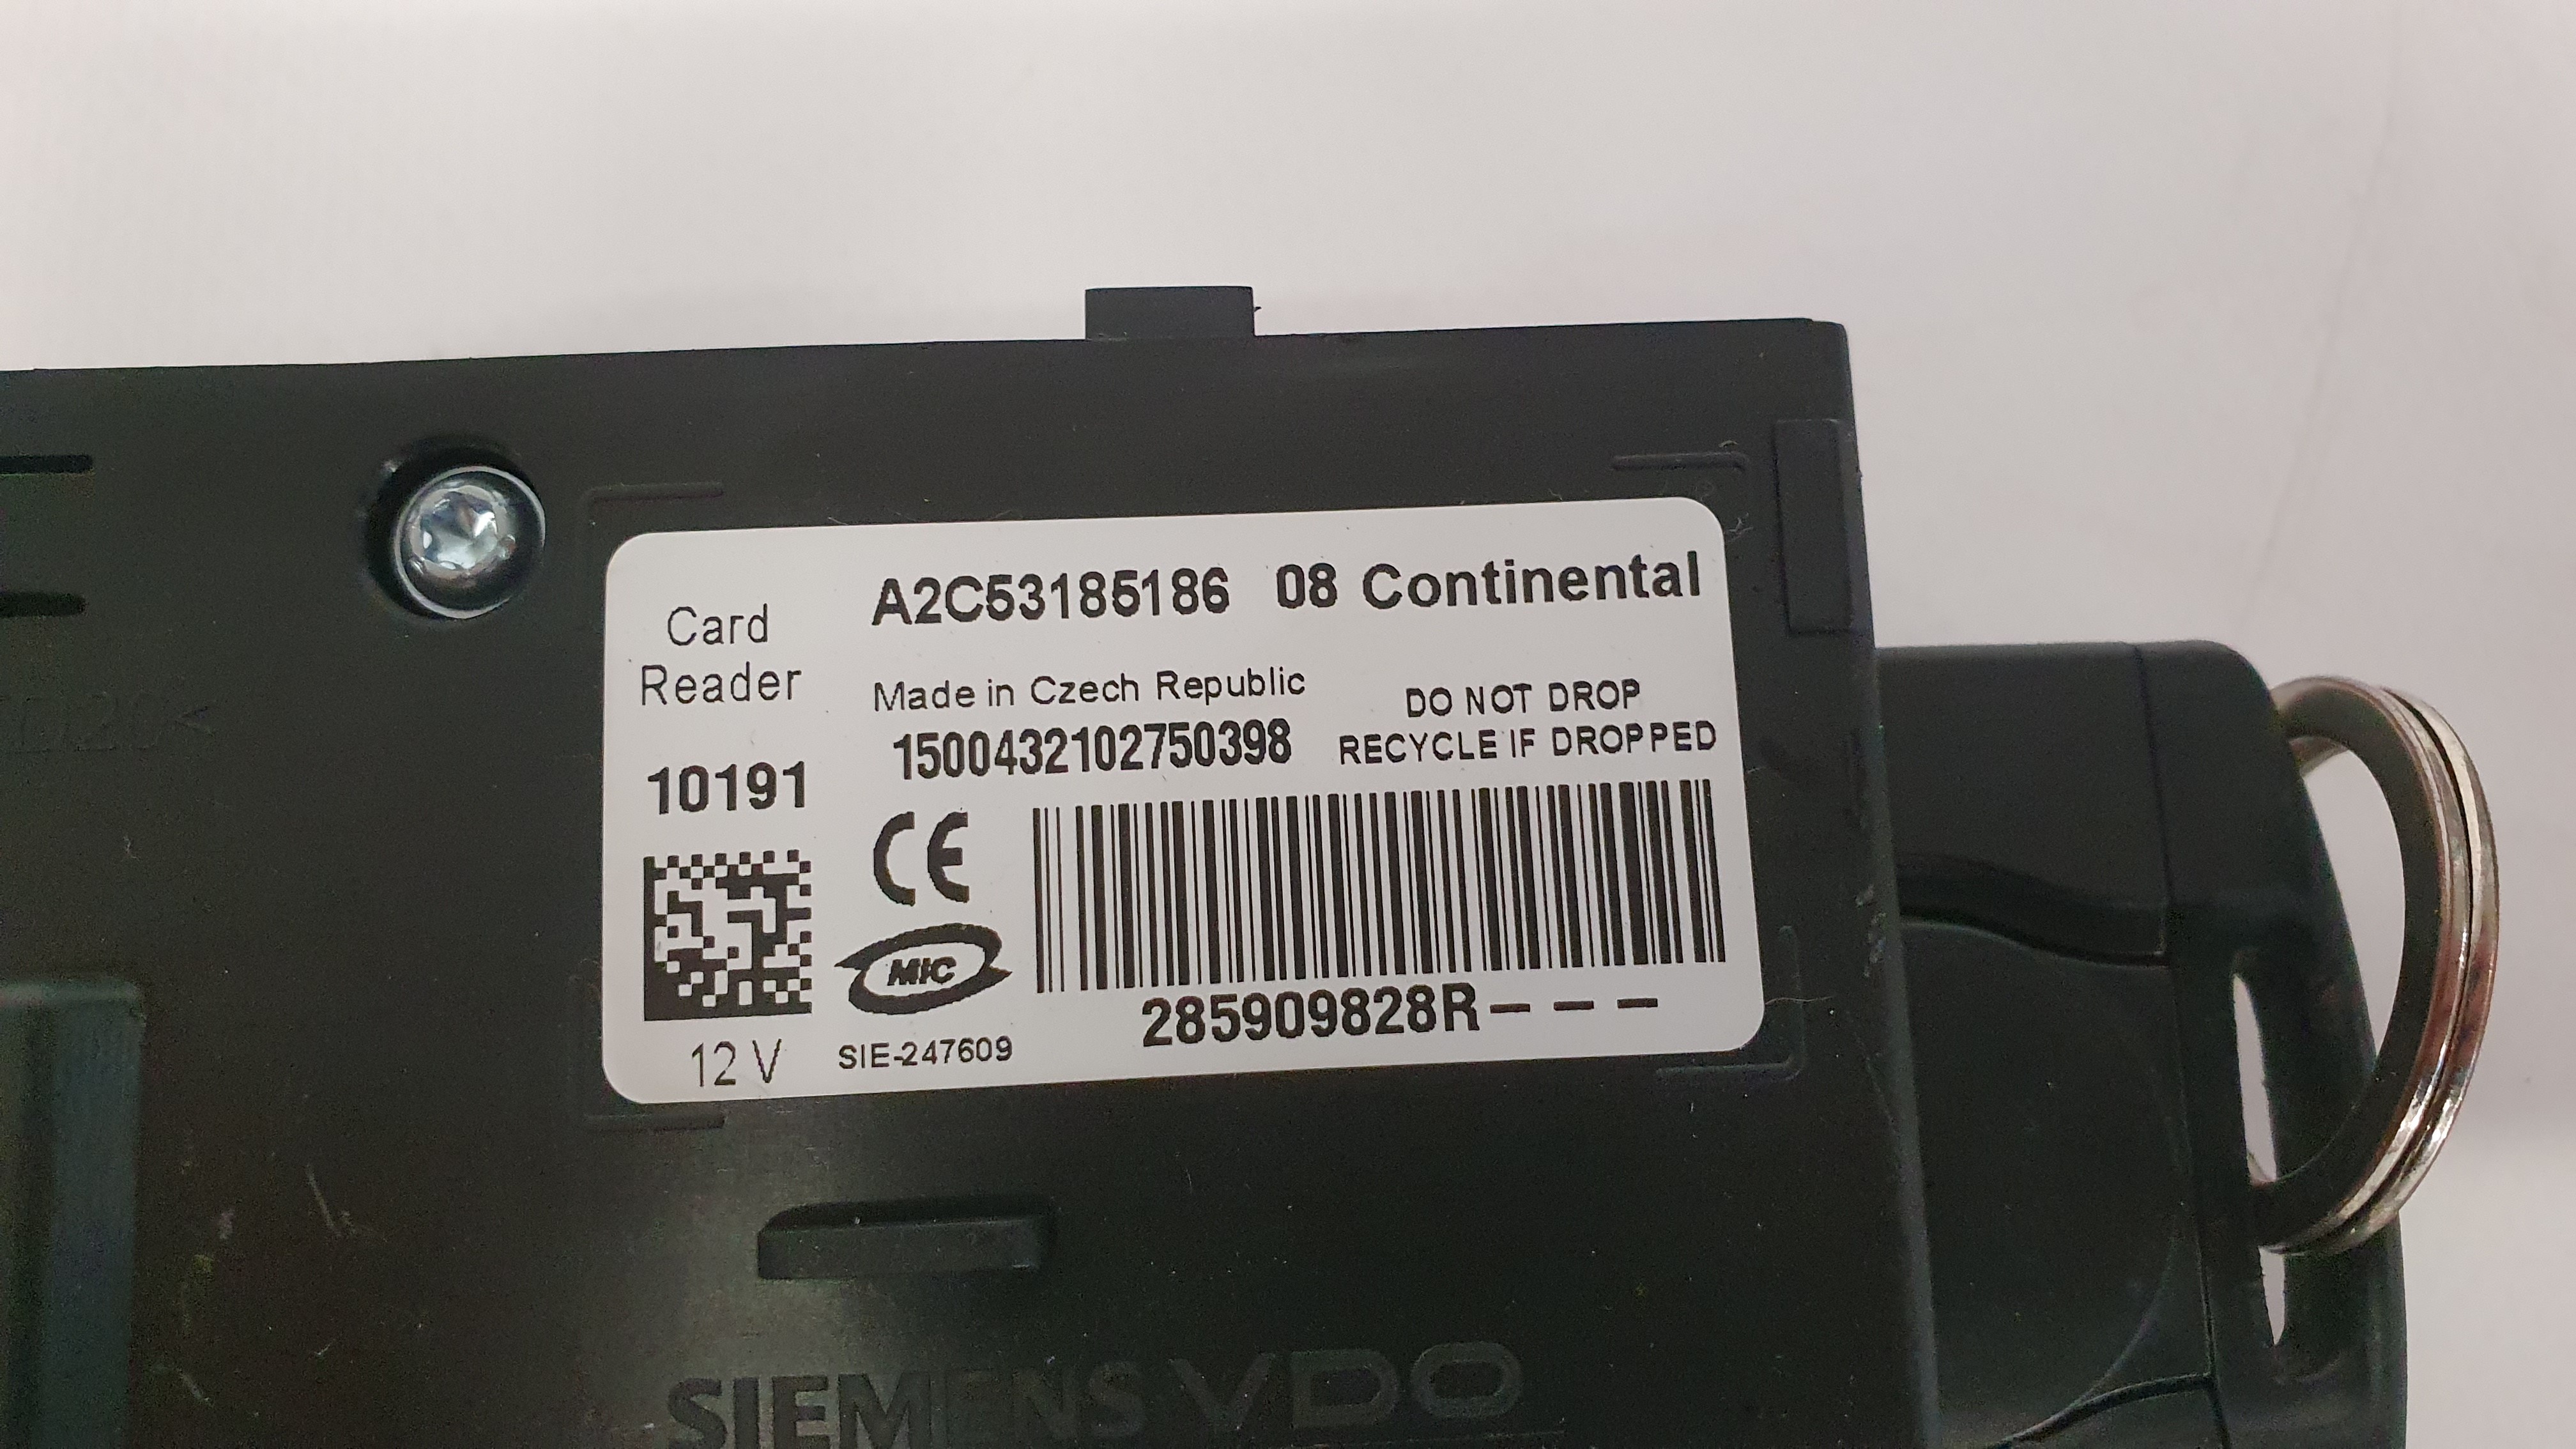 Card
Reader
10191
12 V
A2C53185186 08 Continental
Made in Czech Republic
1500432102750398
DO NOT DROP
RECYCLE IF DROPPED
CE
MIC
SIE-247609
285909828R– – –
SIEMENS VDO